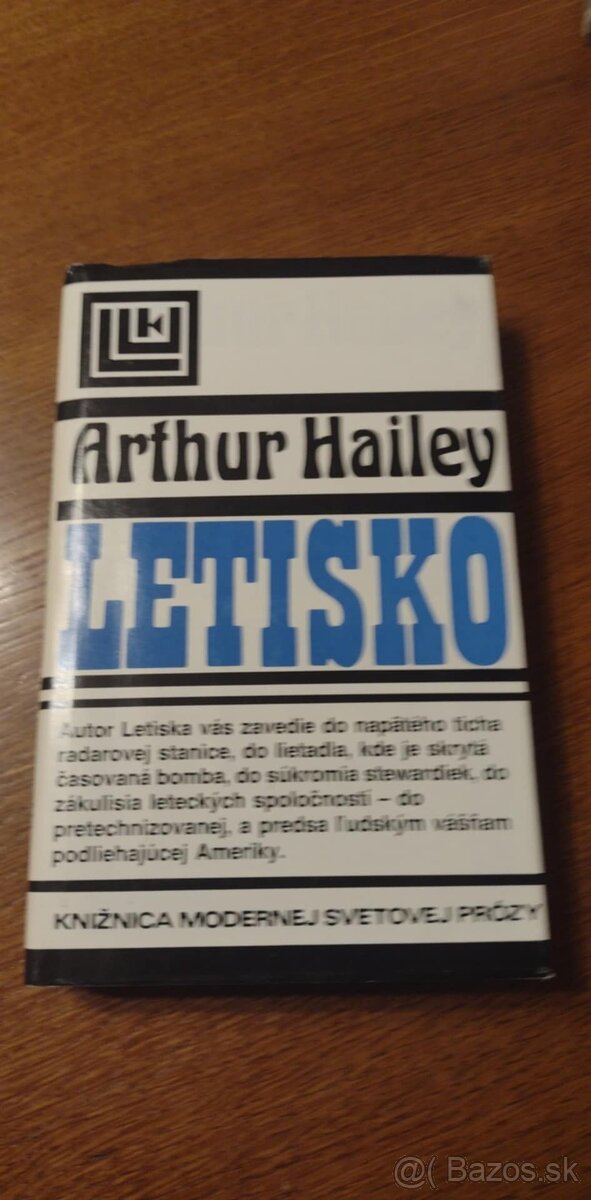 k
Arthur Hailey
LETISKO
Autor Letiska vás zavedie do napätého ticha
radarovej stanice, do lietadla, kde je skrytá
časovaná bomba, do súkromia stewardiek, do
zákulisia leteckých spoločností – do
pretechnizovanej, a predsa ľudským vášňam
podliehajúcej Ameriky.
KNIŽNICA MODERNEJ SVETOVEJ PRÓZY
@( Bazos.sk